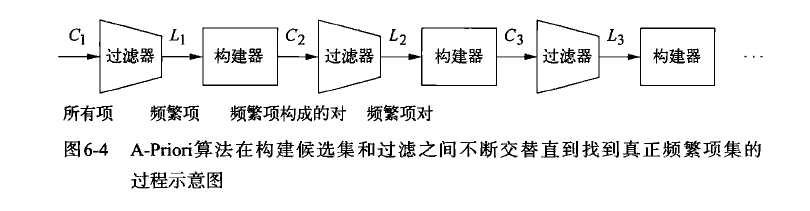 C1 过滤器 L1 构建器 C2 过滤器 L2 构建器 C3 过滤器 L3 构建器 ···
所有项 频繁项 频繁项构成的对 频繁项对
图6-4 A-Priori算法在构建候选集和过滤之间不断交替直到找到真正频繁项集的
过程示意图